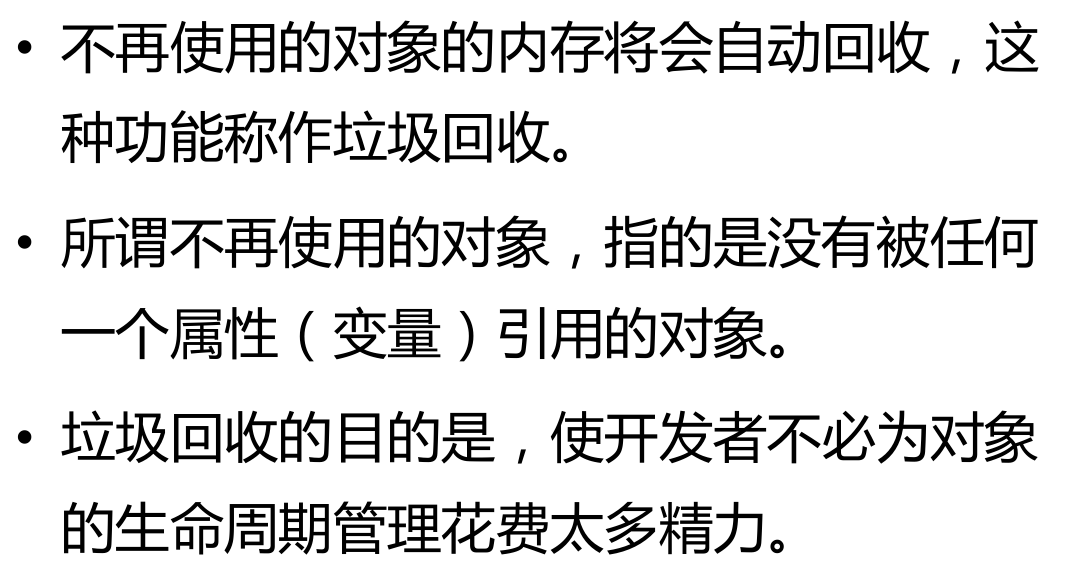 • 不再使用的对象的内存将会自动回收，这
种功能称作垃圾回收。
• 所谓不再使用的对象，指的是没有被任何
一个属性（变量）引用的对象。
• 垃圾回收的目的是，使开发者不必为对象
的生命周期管理花费太多精力。